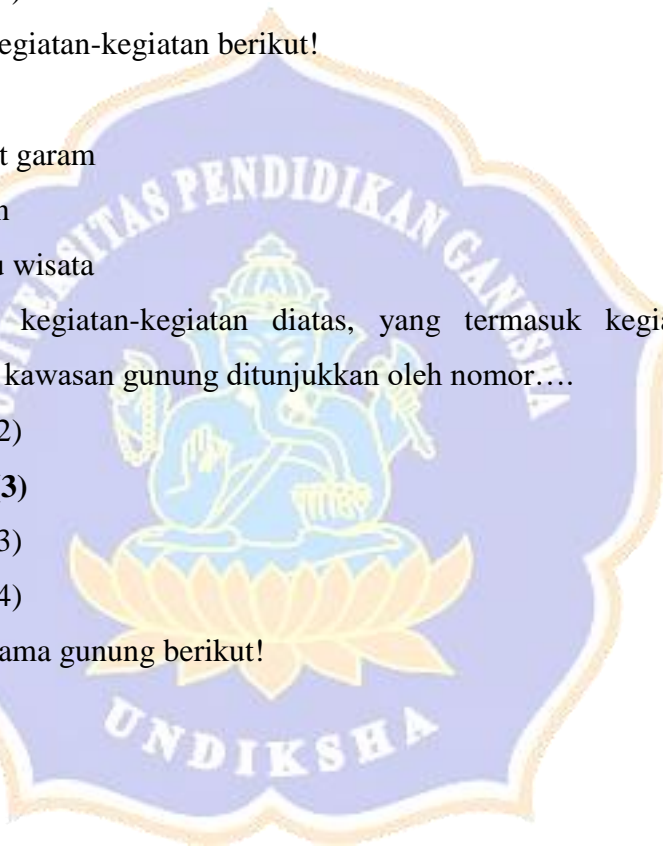 egiatan-kegiatan berikut!
t garam
n
u wisata
kegiatan-kegiatan diatas, yang termasuk kegia
kawasan gunung ditunjukkan oleh nomor….
2)
3)
3)
4)
ama gunung berikut!
UNIVERSITAS PENDIDIKAN GANESHA
UNDIKSHA